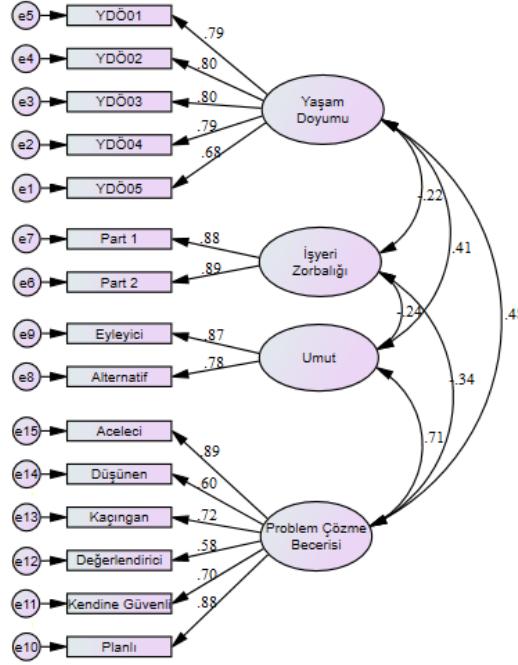 e5
YDÖ01
.79
e4
YDÖ02
.80
e3
YDÖ03
.80
e2
YDÖ04
.79
e1
YDÖ05
.68
Yaşam
Doyumu
-.22
.41
e7
Part 1
.88
e6
Part 2
.89
İşyeri
Zorbalığı
-.24
-.34
e9
Eyleyici
.87
e8
Alternatif
.78
Umut
.71
e15
Aceleci
.89
e14
Düşünen
.60
e13
Kaçıngan
.72
e12
Değerlendirici
.58
e11
Kendine Güvenli
.70
e10
Planlı
.88
Problem Çözme
Becerisi